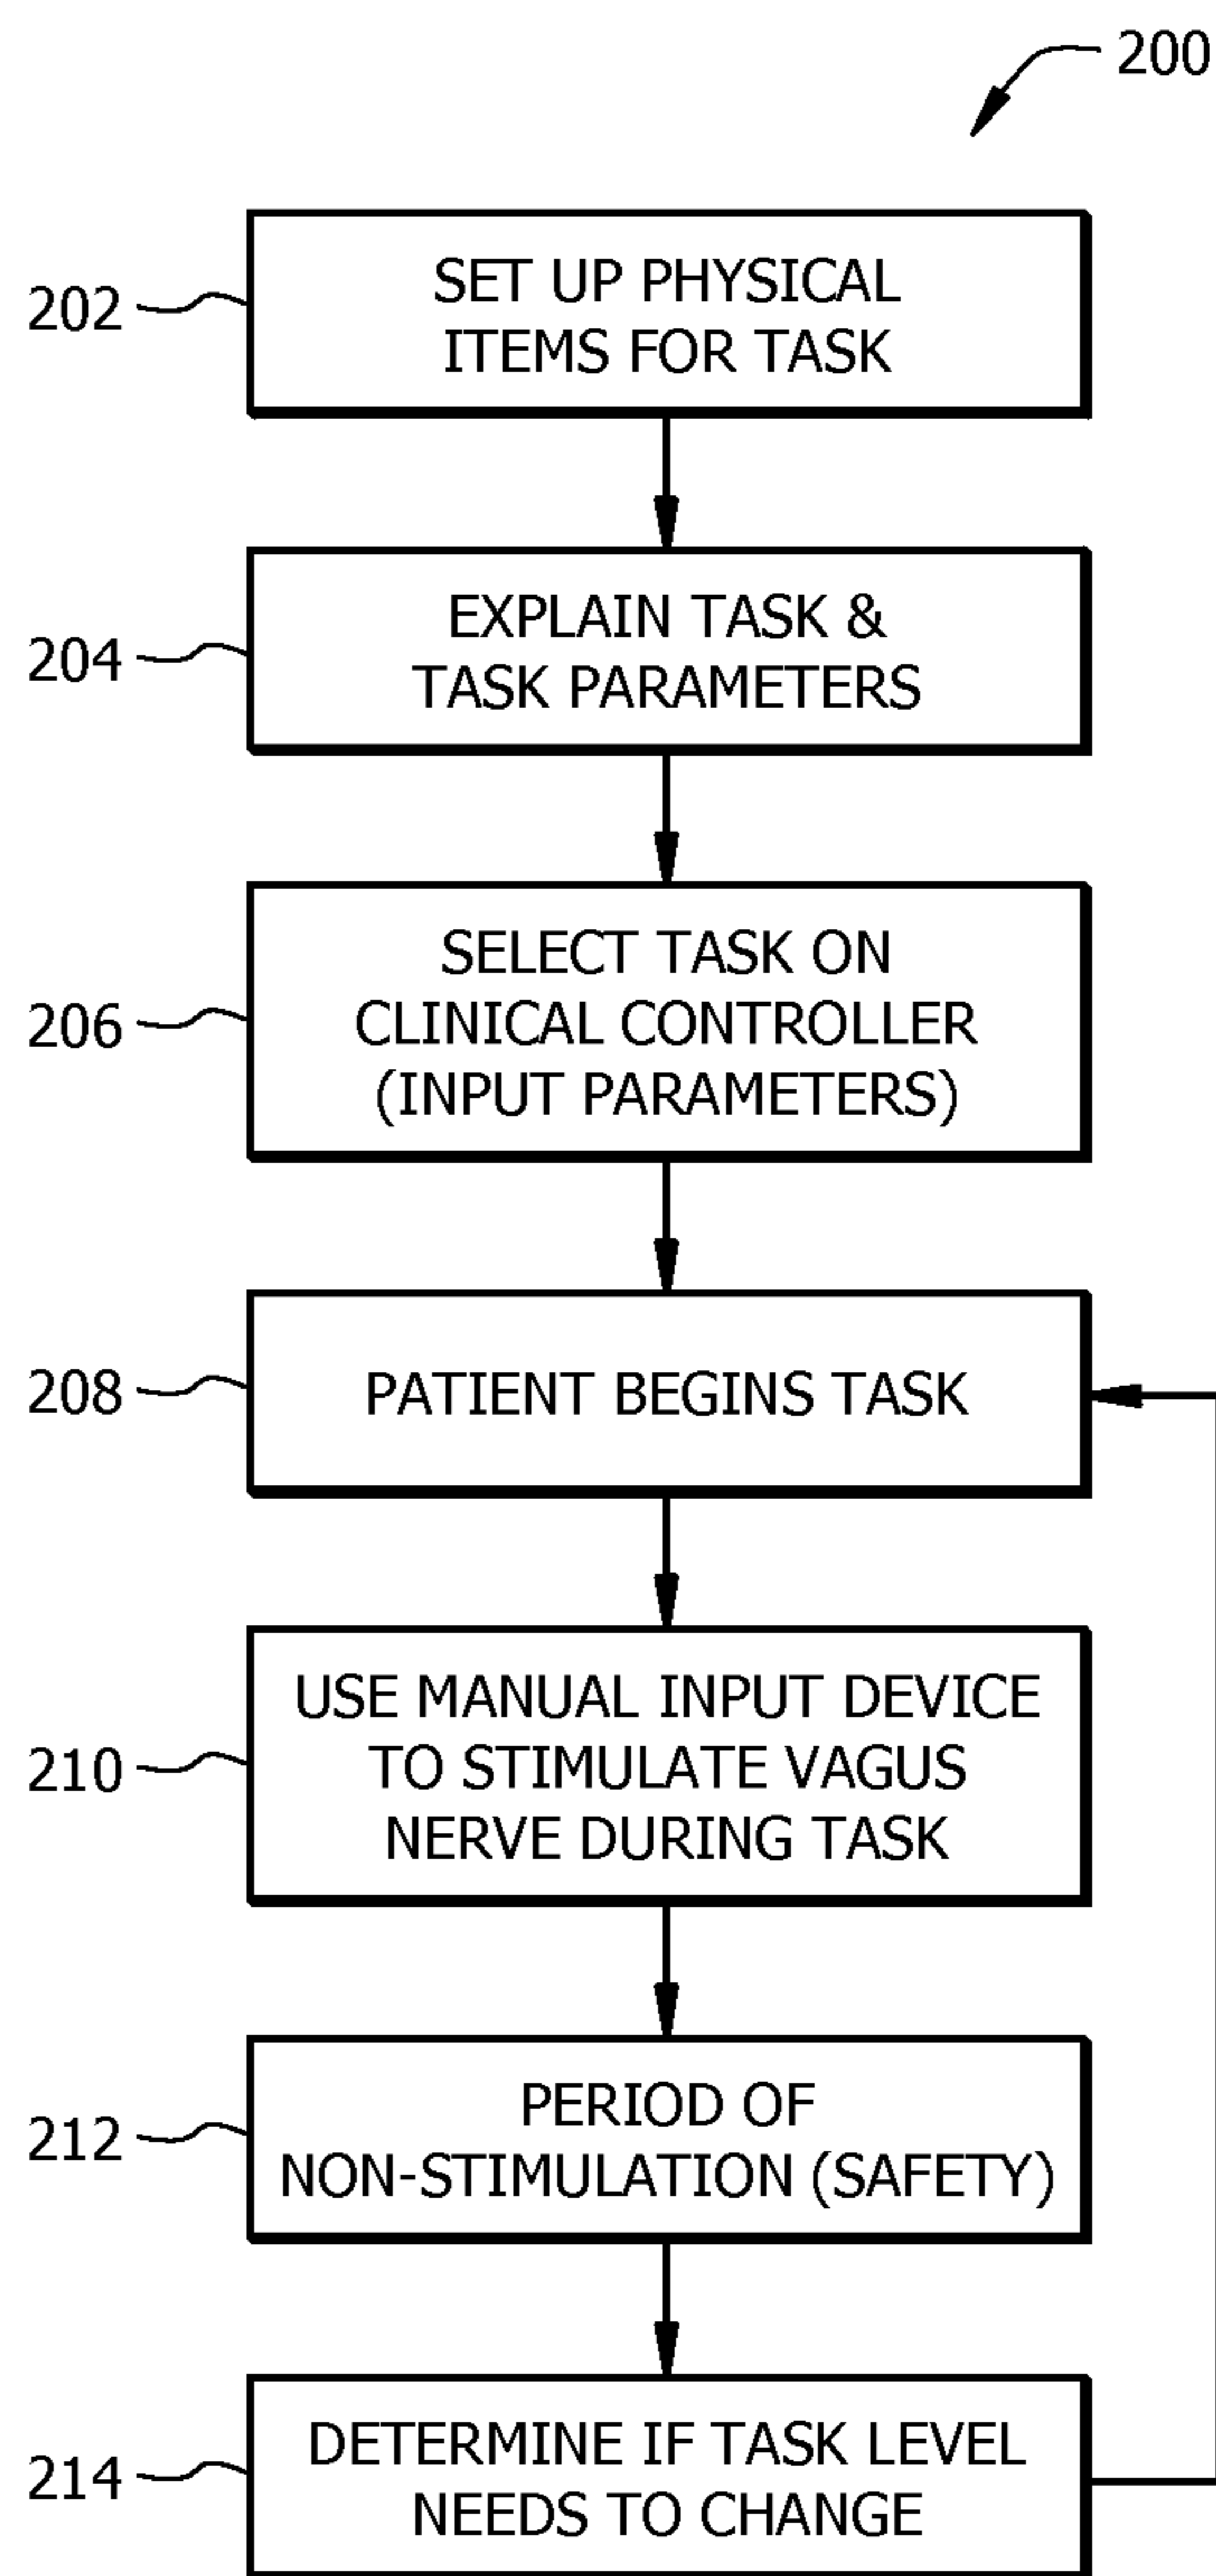 200
202
SET UP PHYSICAL
ITEMS FOR TASK
204
EXPLAIN TASK &
TASK PARAMETERS
206
SELECT TASK ON
CLINICAL CONTROLLER
(INPUT PARAMETERS)
208
PATIENT BEGINS TASK
210
USE MANUAL INPUT DEVICE
TO STIMULATE VAGUS
NERVE DURING TASK
212
PERIOD OF
NON-STIMULATION (SAFETY)
214
DETERMINE IF TASK LEVEL
NEEDS TO CHANGE